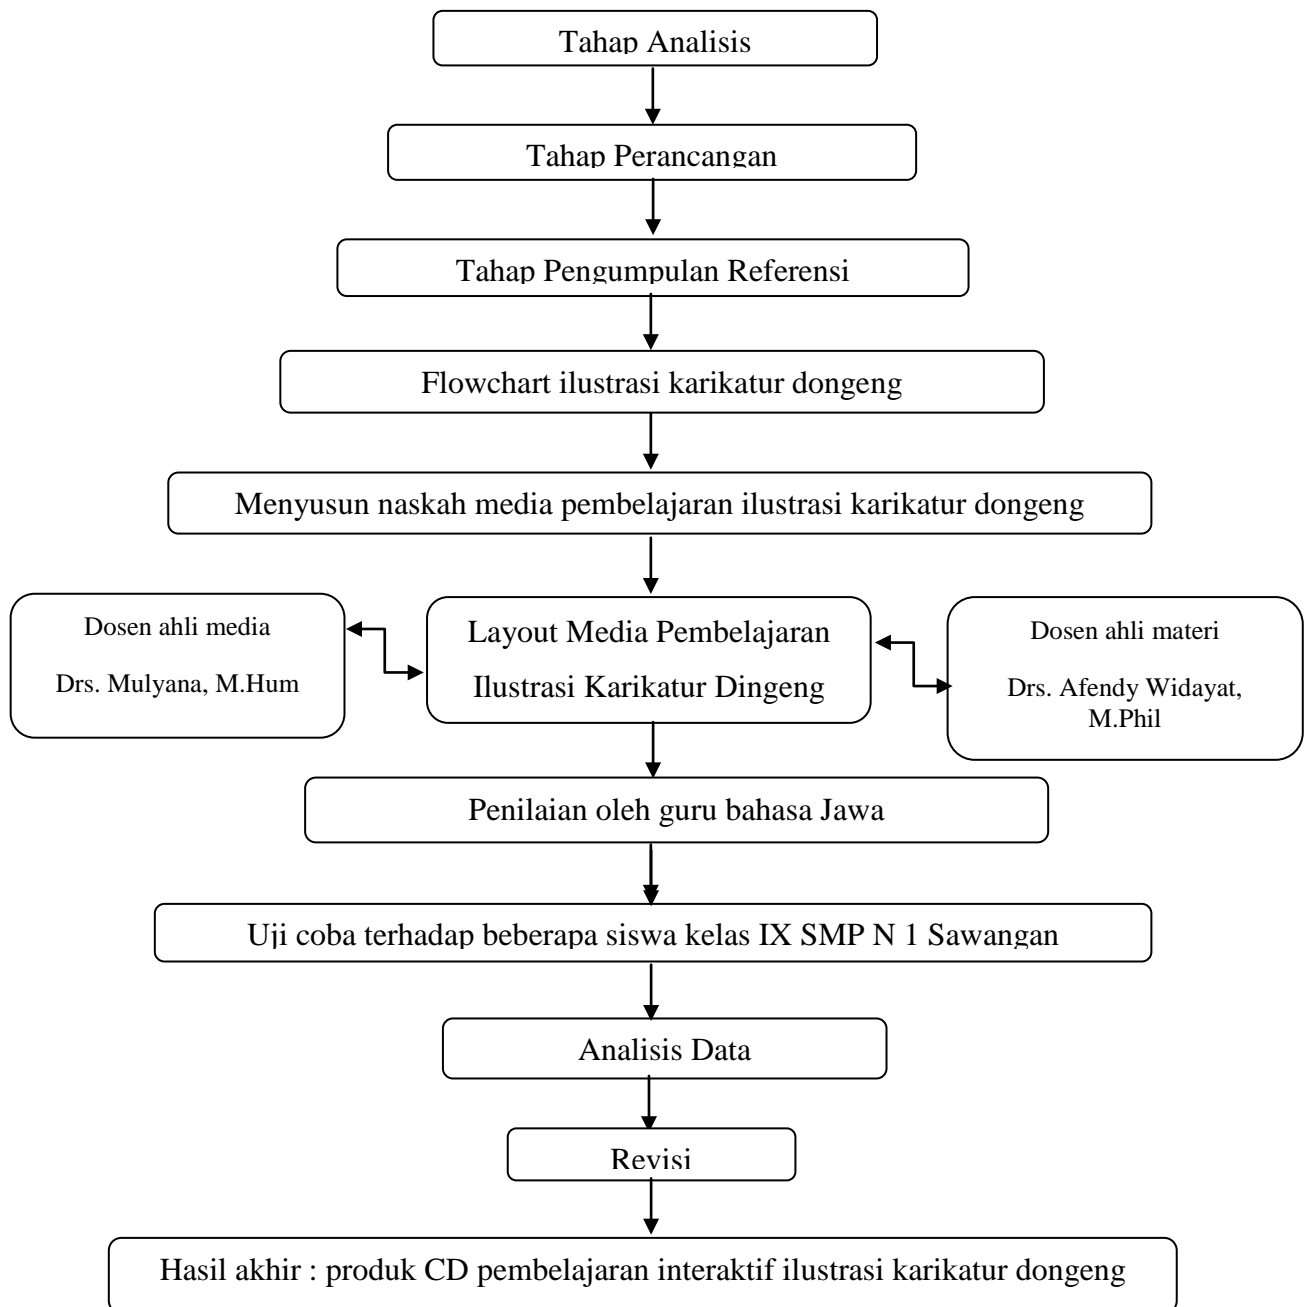 Tahap Analisis
Tahap Perancangan
Tahap Pengumpulan Referensi
Flowchart ilustrasi karikatur dongeng
Menyusun naskah media pembelajaran ilustrasi karikatur dongeng
Dosen ahli media
Drs. Mulyana, M.Hum
Layout Media Pembelajaran
Ilustrasi Karikatur Dingeng
Dosen ahli materi
Drs. Afendy Widayat,
M.Phil
Penilaian oleh guru bahasa Jawa
Uji coba terhadap beberapa siswa kelas IX SMP N 1 Sawangan
Analisis Data
Revisi
Hasil akhir : produk CD pembelajaran interaktif ilustrasi karikatur dongeng